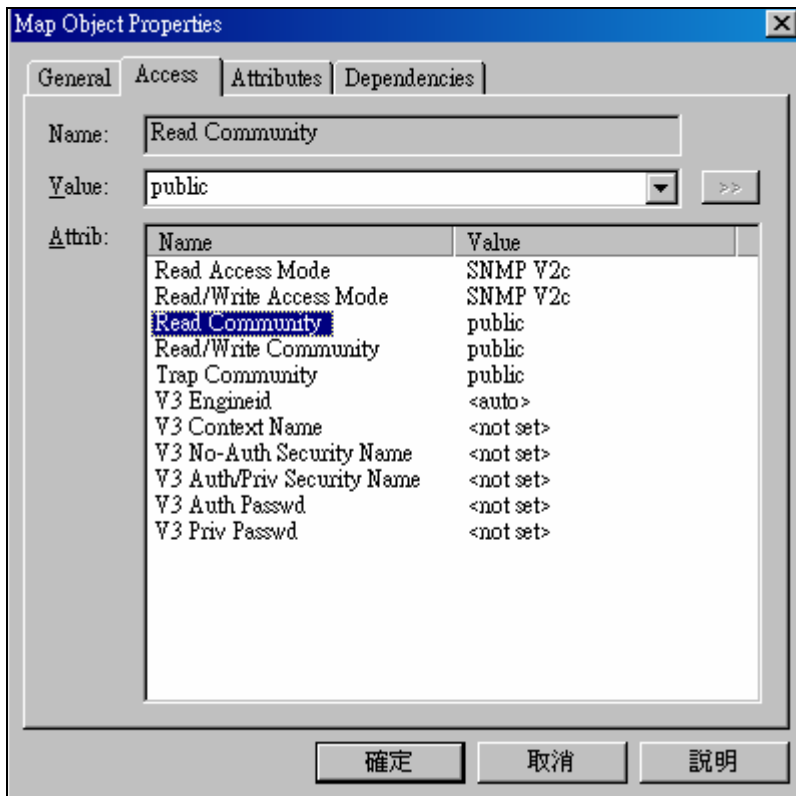 Map Object Properties
General Access Attributes Dependencies
Name: Read Community
Value: public >>
Attrib: Name Value
Read Access Mode SNMP V2c
Read/Write Access Mode SNMP V2c
Read Community public
Read/Write Community public
Trap Community public
V3 Engineid <auto>
V3 Context Name <not set>
V3 No-Auth Security Name <not set>
V3 Auth/Priv Security Name <not set>
V3 Auth Passwd <not set>
V3 Priv Passwd <not set>
確定 取消 說明